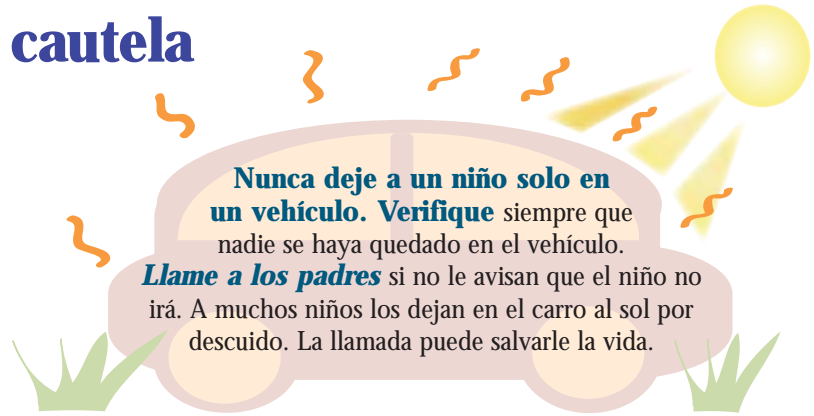 cautela
Nunca deje a un niño solo en
un vehículo. Verifique siempre que
nadie se haya quedado en el vehículo.
Llame a los padres si no le avisan que el niño no
irá. A muchos niños los dejan en el carro al sol por
descuido. La llamada puede salvarle la vida.